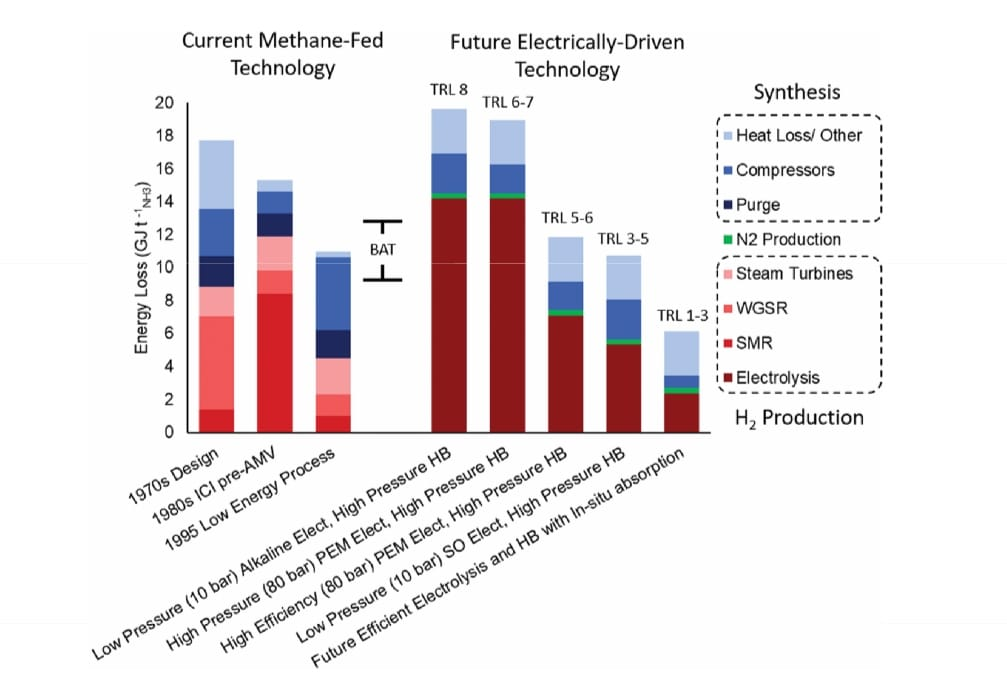 Current Methane-Fed
Technology
Future Electrically-Driven
Technology
TRL 8
TRL 6-7
TRL 5-6
TRL 3-5
TRL 1-3
BAT
Energy Loss (GJ t⁻¹NH3)
20
18
16
14
12
10
8
6
4
2
0
1970s Design
1980s ICI pre-AMV
1995 Low Energy Process
Low Pressure (10 bar) Alkaline Elect, High Pressure HB
High Pressure (80 bar) PEM Elect, High Pressure HB
High Efficiency (80 bar) PEM Elect, High Pressure HB
Low Pressure (10 bar) SO Elect, High Pressure HB
Future Efficient Electrolysis and HB with In-situ absorption
Synthesis
Heat Loss/ Other
Compressors
Purge
N2 Production
Steam Turbines
WGSR
SMR
Electrolysis
H₂ Production